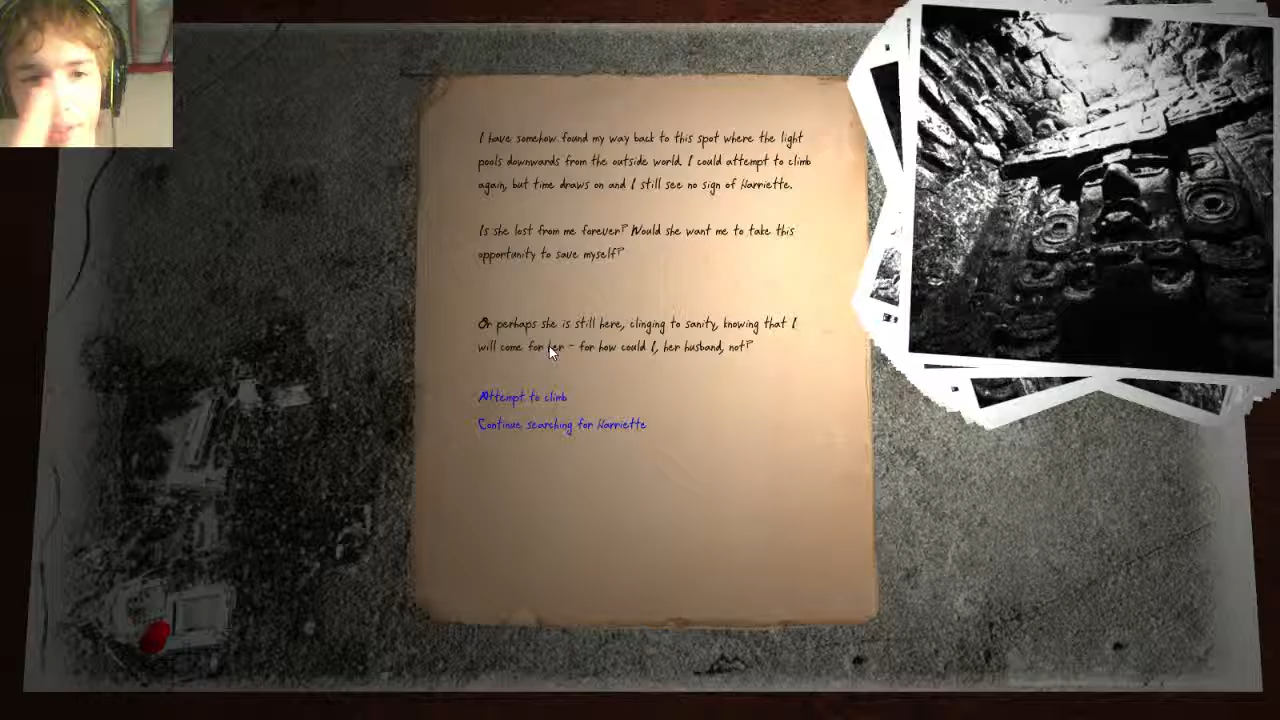 I have somehow found my way back to this spot where the light
pools downwards from the outside world. I could attempt to climb
again, but time draws on and I still see no sign of Harriette.
Is she lost from me forever? Would she want me to take this
opportunity to save myself?
Or perhaps she is still here, clinging to sanity, knowing that I
will come for her - for how could I, her husband, not?
Attempt to climb
Continue searching for Harriette